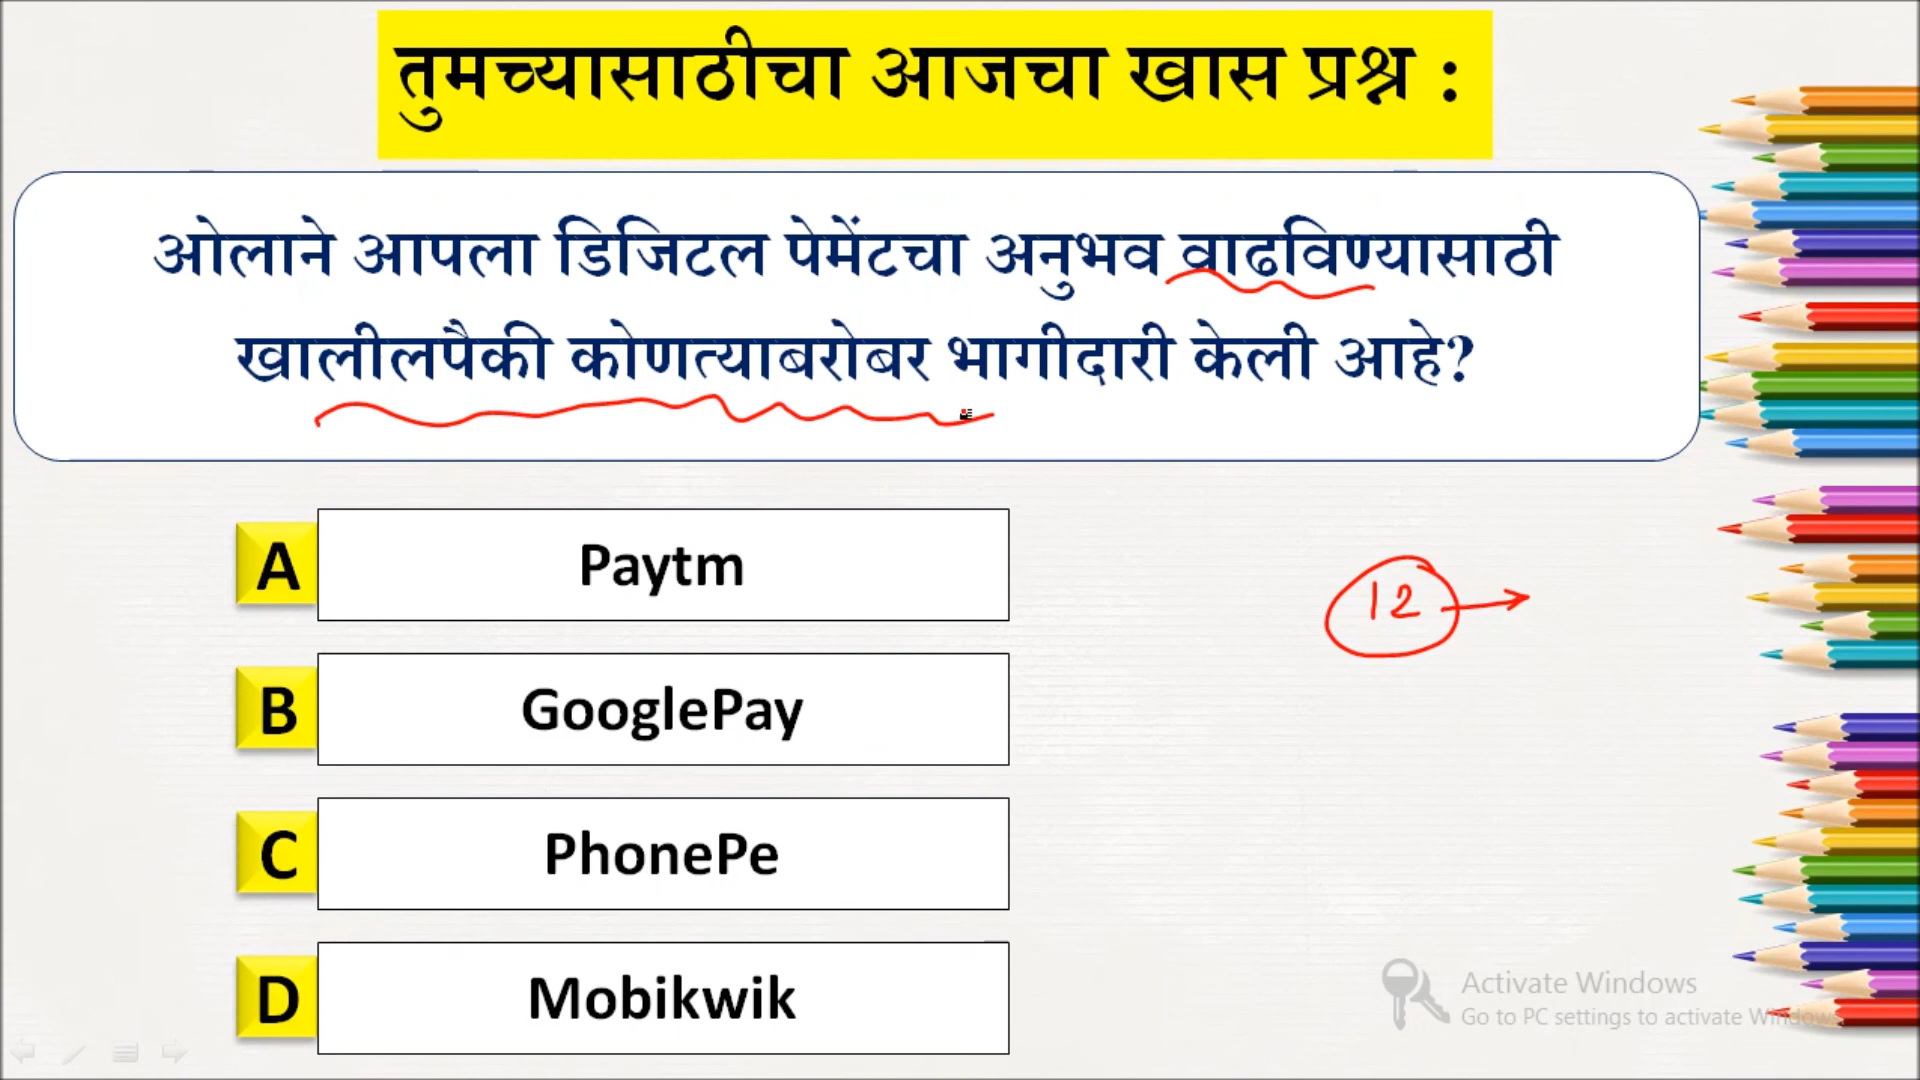 तुमच्यासाठीचा आजचा खास प्रश्न :
ओलाने आपला डिजिटल पेमेंटचा अनुभव वाढविण्यासाठी
खालीलपैकी कोणत्याबरोबर भागीदारी केली आहे?
A Paytm
12
B GooglePay
C PhonePe
D Mobikwik
Activate Windows
Go to PC settings to activate Windows